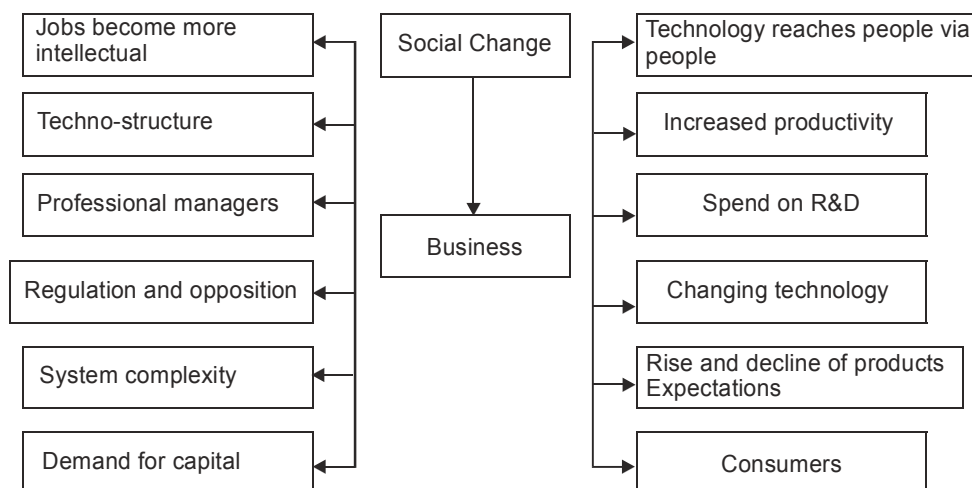 Jobs become more
intellectual
Techno-structure
Professional managers
Regulation and opposition
System complexity
Demand for capital
Social Change
Business
Technology reaches people via
people
Increased productivity
Spend on R&D
Changing technology
Rise and decline of products
Expectations
Consumers